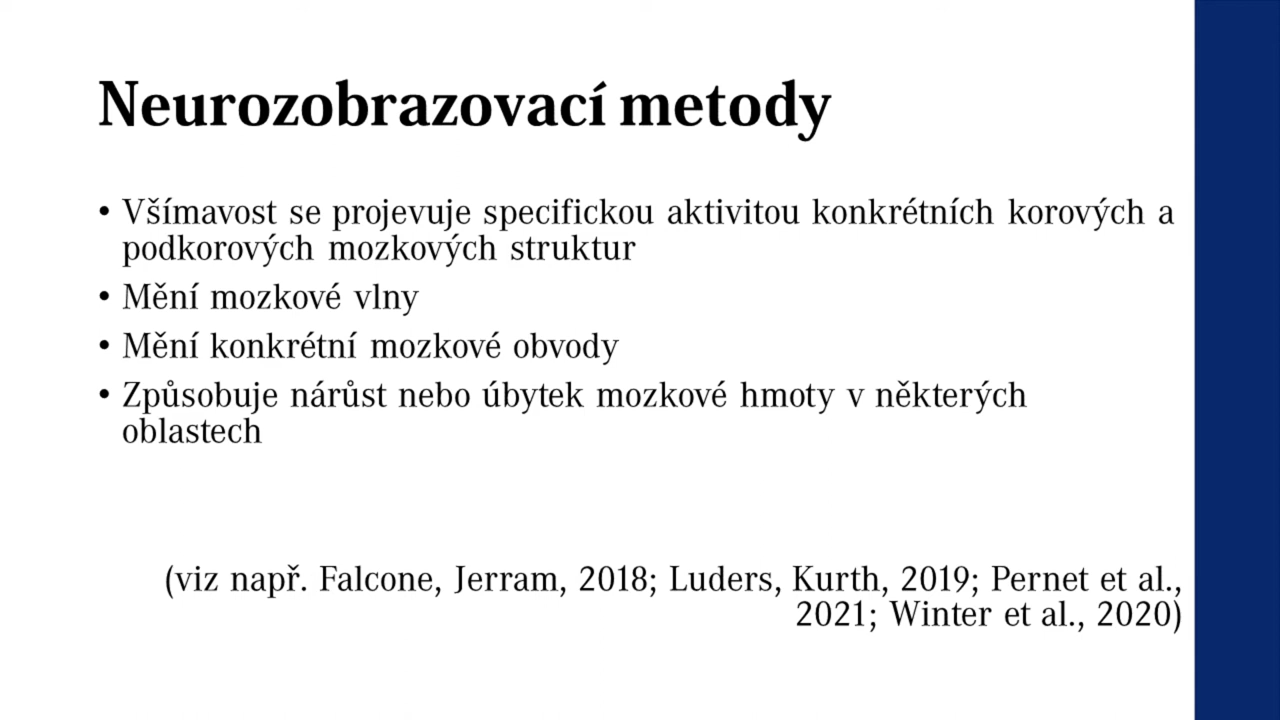 Neurozobrazovací metody
• Všímavost se projevuje specifickou aktivitou konkrétních korových a
podkorových mozkových struktur
• Mění mozkové vlny
• Mění konkrétní mozkové obvody
• Způsobuje nárůst nebo úbytek mozkové hmoty v některých
oblastech
(viz např. Falcone, Jerram, 2018; Luders, Kurth, 2019; Pernet et al.,
2021; Winter et al., 2020)